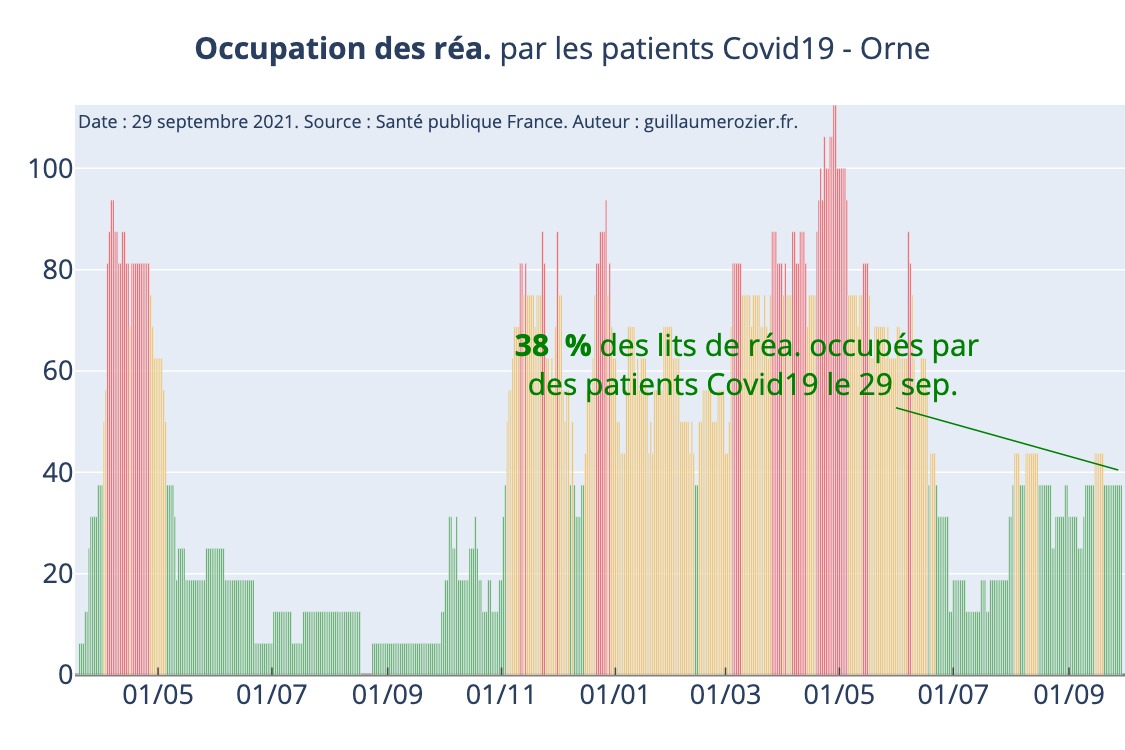 Occupation des réa. par les patients Covid19 - Orne
Date : 29 septembre 2021. Source : Santé publique France. Auteur : guillaumerozier.fr.
100
80
38 % des lits de réa. occupés par
60
des patients Covid19 le 29 sep.
40
20
0
01/05 01/07 01/09 01/11 01/01 01/03 01/05 01/07 01/09